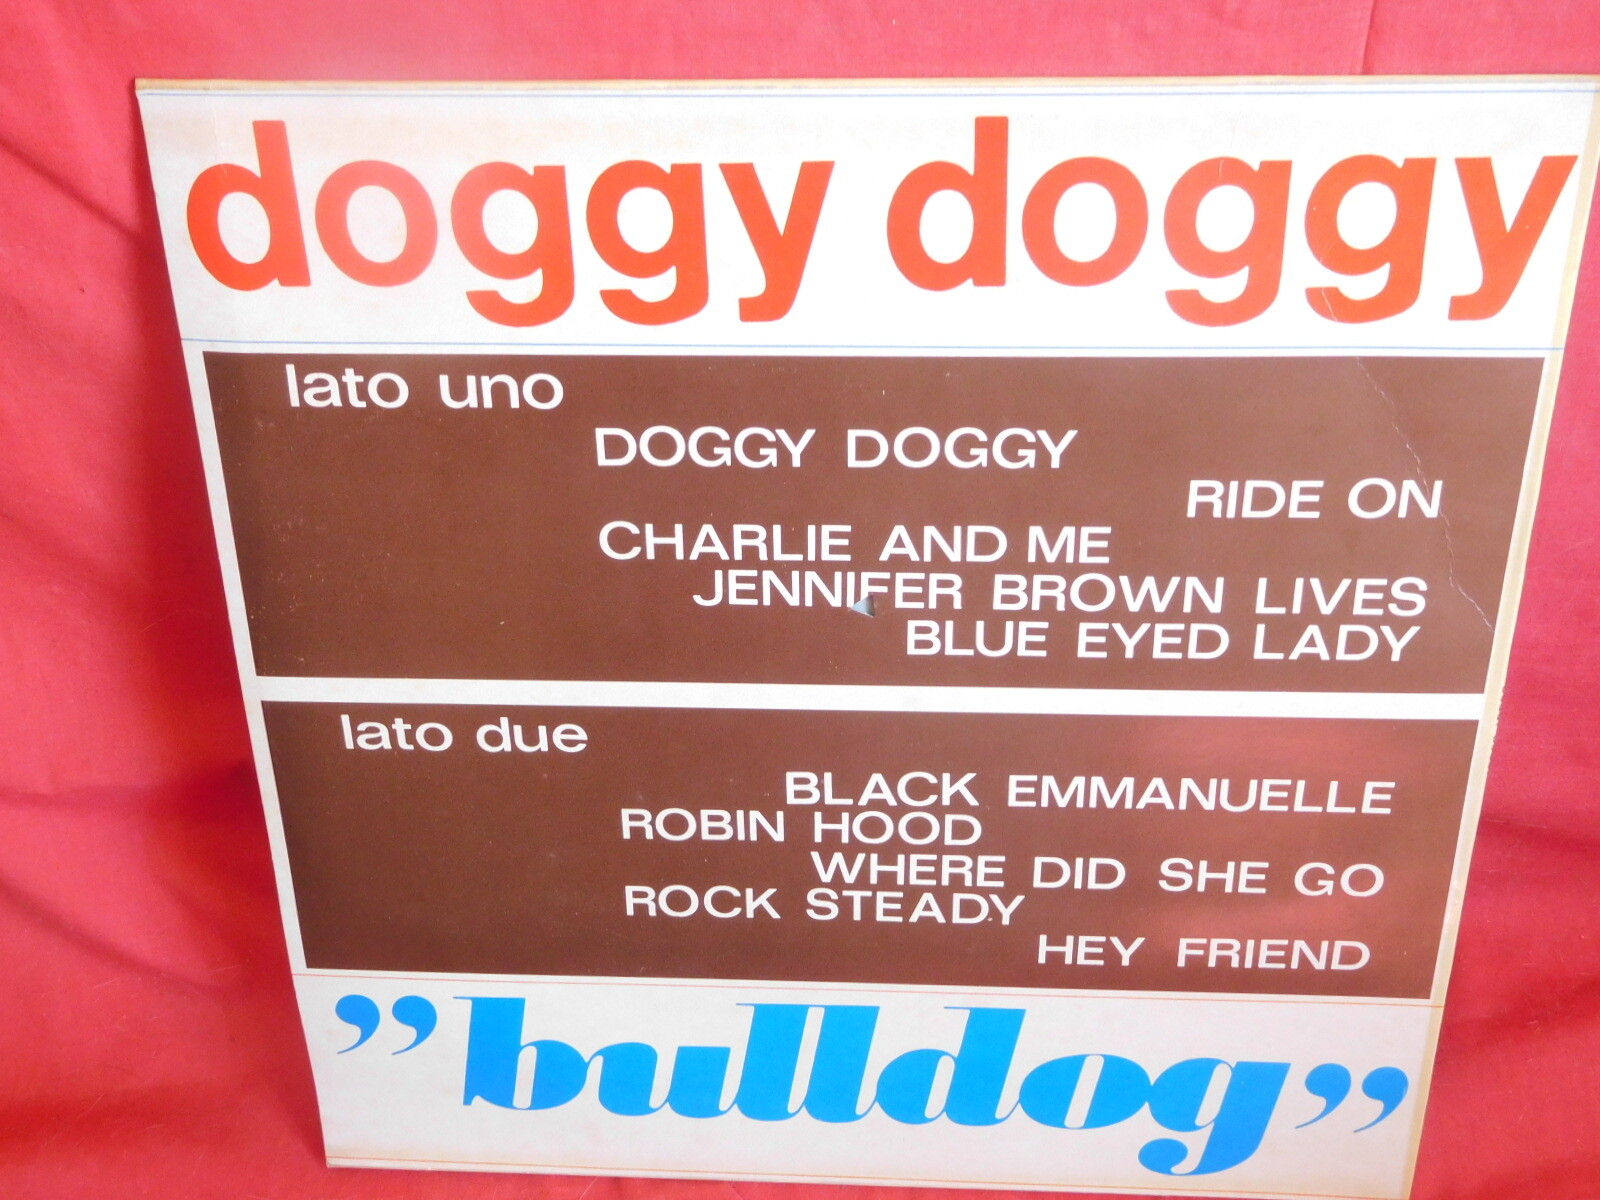 doggy doggy
lato uno
DOGGY DOGGY
RIDE ON
CHARLIE AND ME
JENNIFER BROWN LIVES
BLUE EYED LADY
lato due
BLACK EMMANUELLE
ROBIN HOOD
WHERE DID SHE GO
ROCK STEADY
HEY FRIEND
”bulldog”